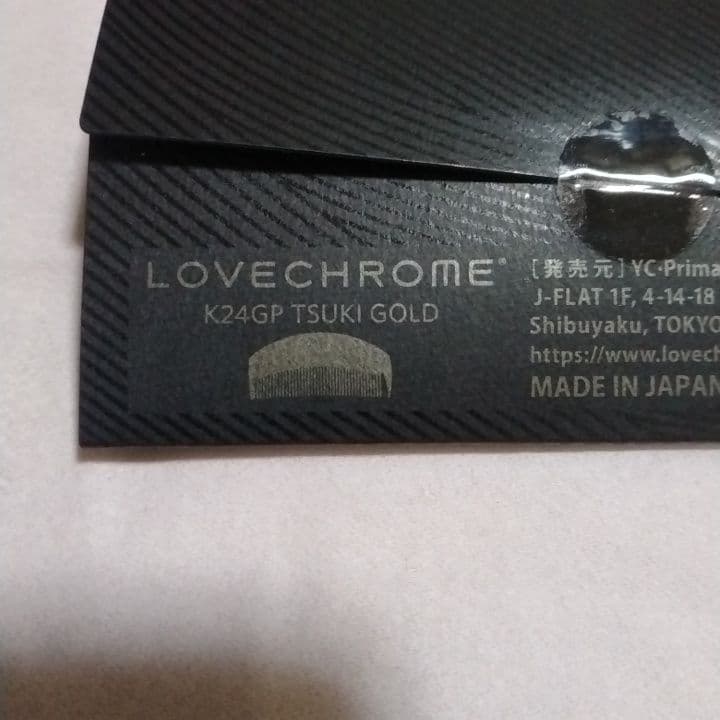 LOVECHROME®
K24GP TSUKI GOLD
[発売元] YC・Prima
J-FLAT 1F, 4-14-18
Shibuyaku, TOKYO
https://www.lovech
MADE IN JAPAN